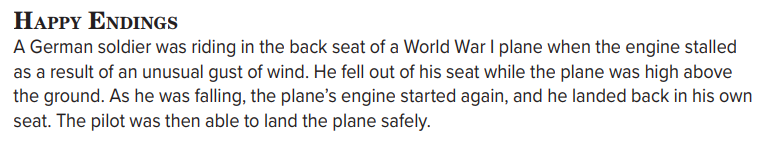 HAPPY ENDINGS
A German soldier was riding in the back seat of a World War I plane when the engine stalled
as a result of an unusual gust of wind. He fell out of his seat while the plane was high above
the ground. As he was falling, the plane’s engine started again, and he landed back in his own
seat. The pilot was then able to land the plane safely.